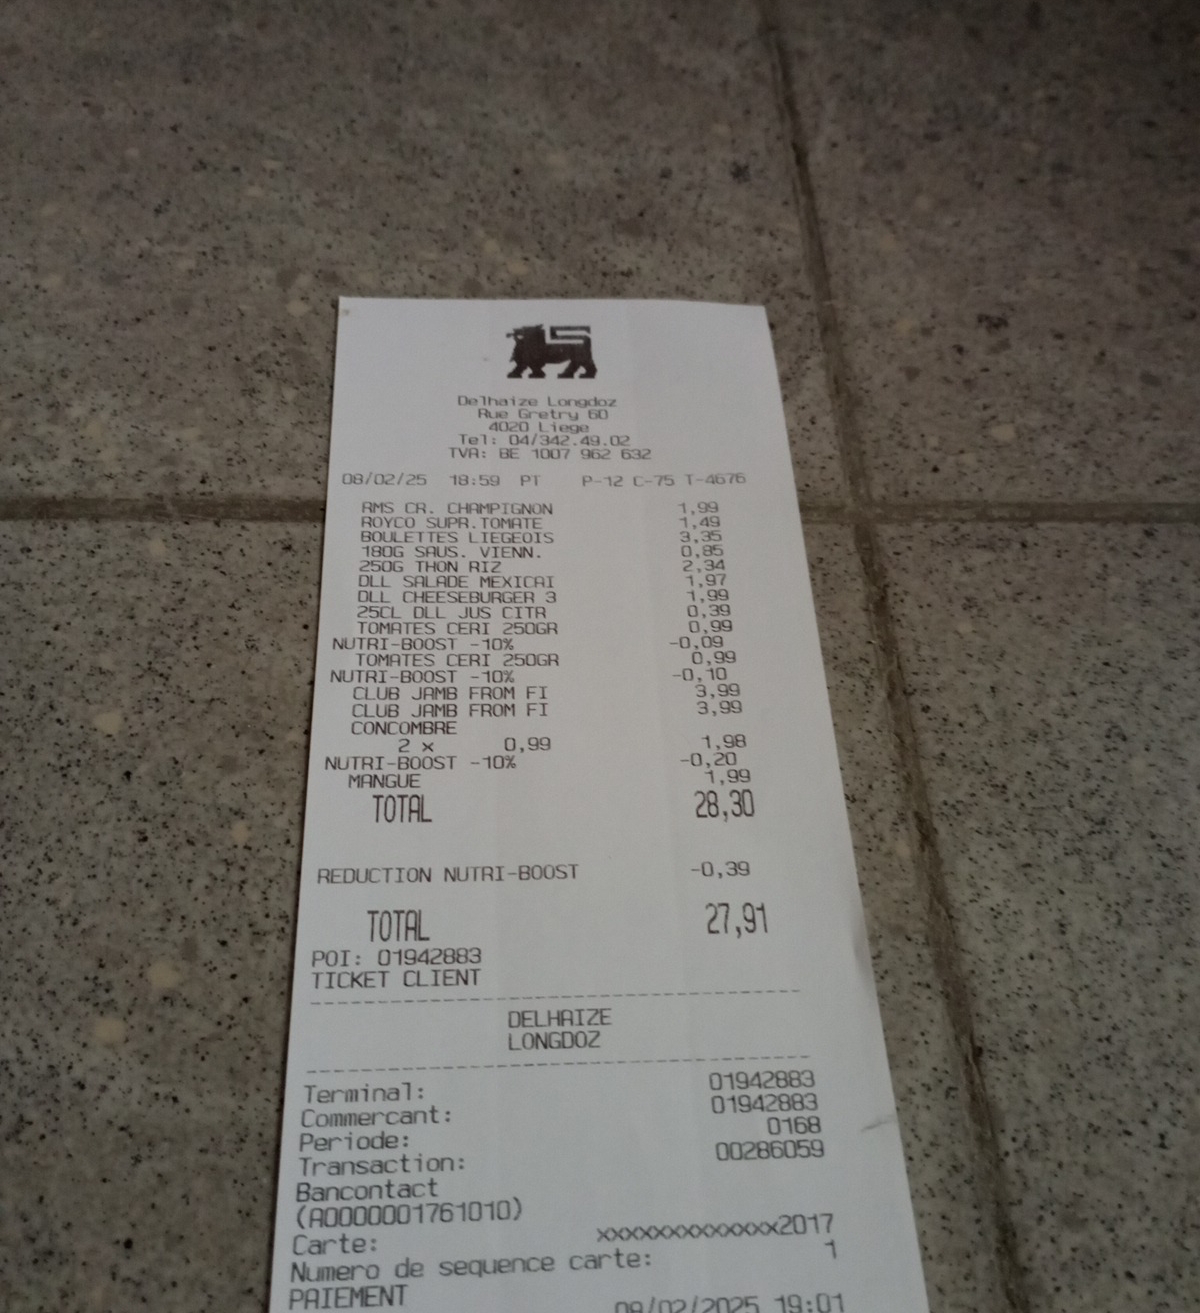 Delhaize Longdoz
Rue Gretry 60
4020 Liege
Tel: 04/342.49.02
TVA: BE 1007 962 632
08/02/25 18:59 PT P-12 C-75 T-4676
RMS CR. CHAMPIGNON 1,99
ROYCO SUPR.TOMATE 1,49
BOULETTES LIEGEOIS 3,35
180G SAUS. VIENN. 0,85
250G THON RIZ 2,34
DLL SALADE MEXICAI 1,97
DLL CHEESEBURGER 3 1,99
25CL DLL JUS CITR 0,39
TOMATES CERI 250GR 0,99
NUTRI-BOOST -10% -0,09
TOMATES CERI 250GR 0,99
NUTRI-BOOST -10% -0,10
CLUB JAMB FROM FI 3,99
CLUB JAMB FROM FI 3,99
CONCOMBRE
2 x 0,99 1,98
NUTRI-BOOST -10% -0,20
MANGUE 1,99
TOTAL 28,30
REDUCTION NUTRI-BOOST -0,39
TOTAL 27,91
POI: 01942883
TICKET CLIENT
DELHAIZE
LONGDOZ
Terminal: 01942883
Commercant: 01942883
Periode: 0168
Transaction: 00286059
Bancontact
(A0000001761010)
Carte: xxxxxxxxxxxxx2017
Numero de sequence carte: 1
PAIEMENT 08/02/2025 19:01